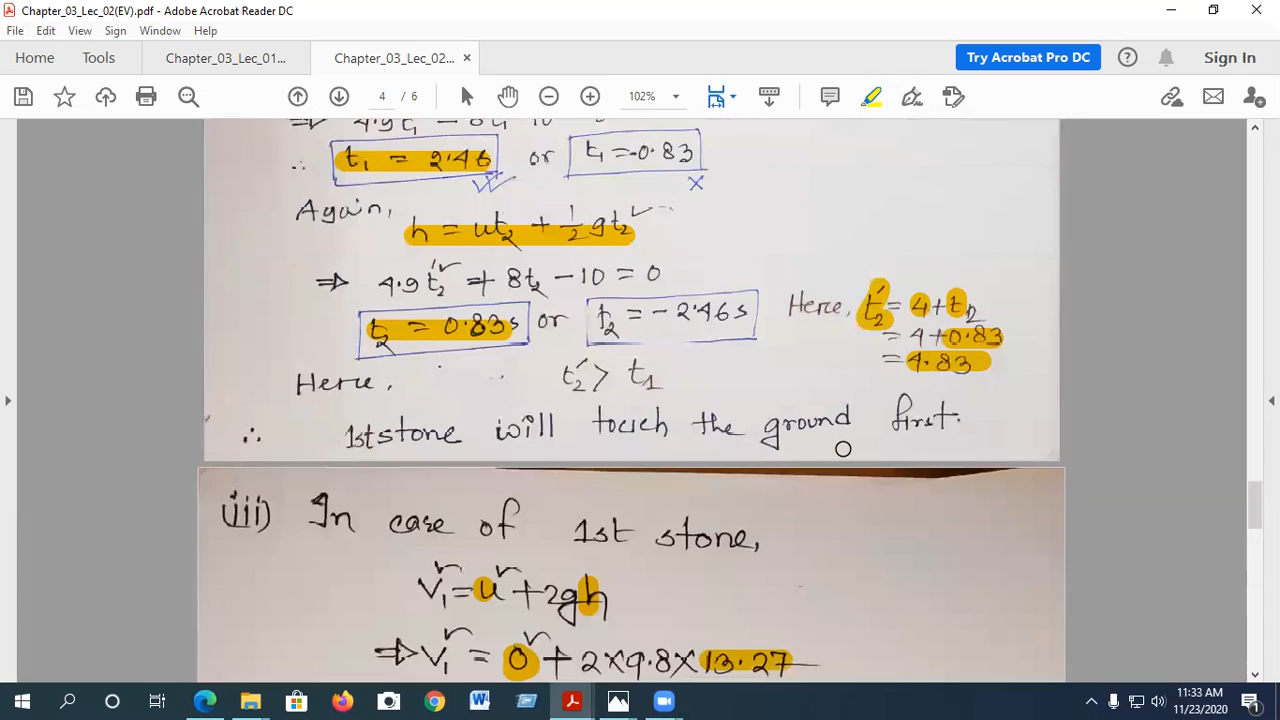 Chapter_03_Lec_02(EV).pdf - Adobe Acrobat Reader DC
File Edit View Sign Window Help
Home Tools Chapter_03_Lec_01... Chapter_03_Lec_02... × Try Acrobat Pro DC Sign In
4 / 6 102%
∴ t₁ = 2.46 or t₁ = -0.83
Again, h = ut₂ + ½ g t₂²
⇒ 4.9 t₂² + 8t₂ - 10 = 0
t₂ = 0.83s or t₂ = -2.46s
Here, t₂′ = 4 + t₂
= 4 + 0.83
= 4.83
Here, t₂′ > t₁
∴ 1st stone will touch the ground first.
iii) In case of 1st stone,
V₁² = u² + 2gh
⇒ V₁² = 0² + 2×9.8×13.27
11:33 AM
11/23/2020